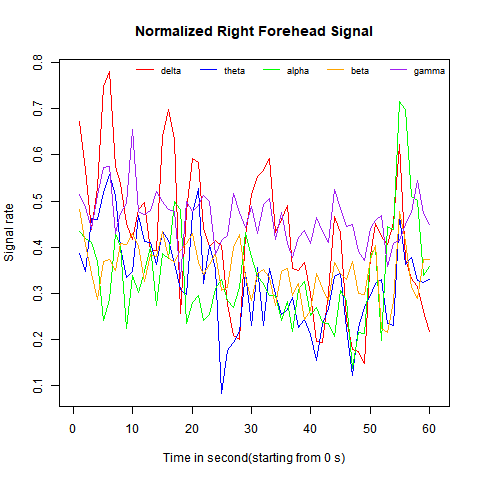 Normalized Right Forehead Signal
delta theta alpha beta gamma
Signal rate
0.8
0.7
0.6
0.5
0.4
0.3
0.2
0.1
0 10 20 30 40 50 60
Time in second(starting from 0 s)